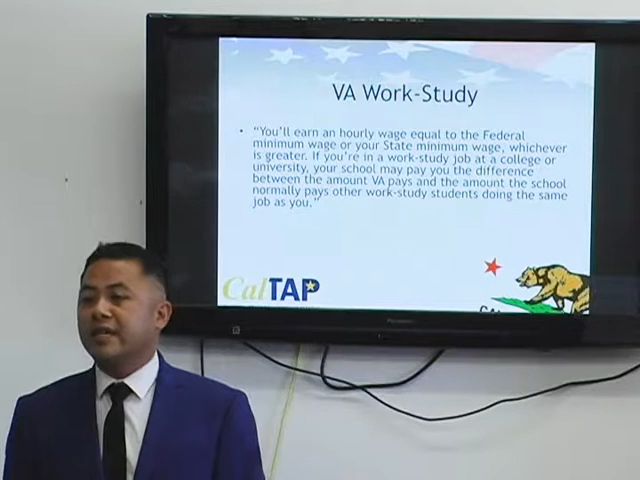 VA Work-Study
• "You'll earn an hourly wage equal to the Federal
minimum wage or your State minimum wage, whichever
is greater. If you're in a work-study job at a college or
university, your school may pay you the difference
between the amount VA pays and the amount the school
normally pays other work-study students doing the same
job as you."
CalTAP
Panasonic